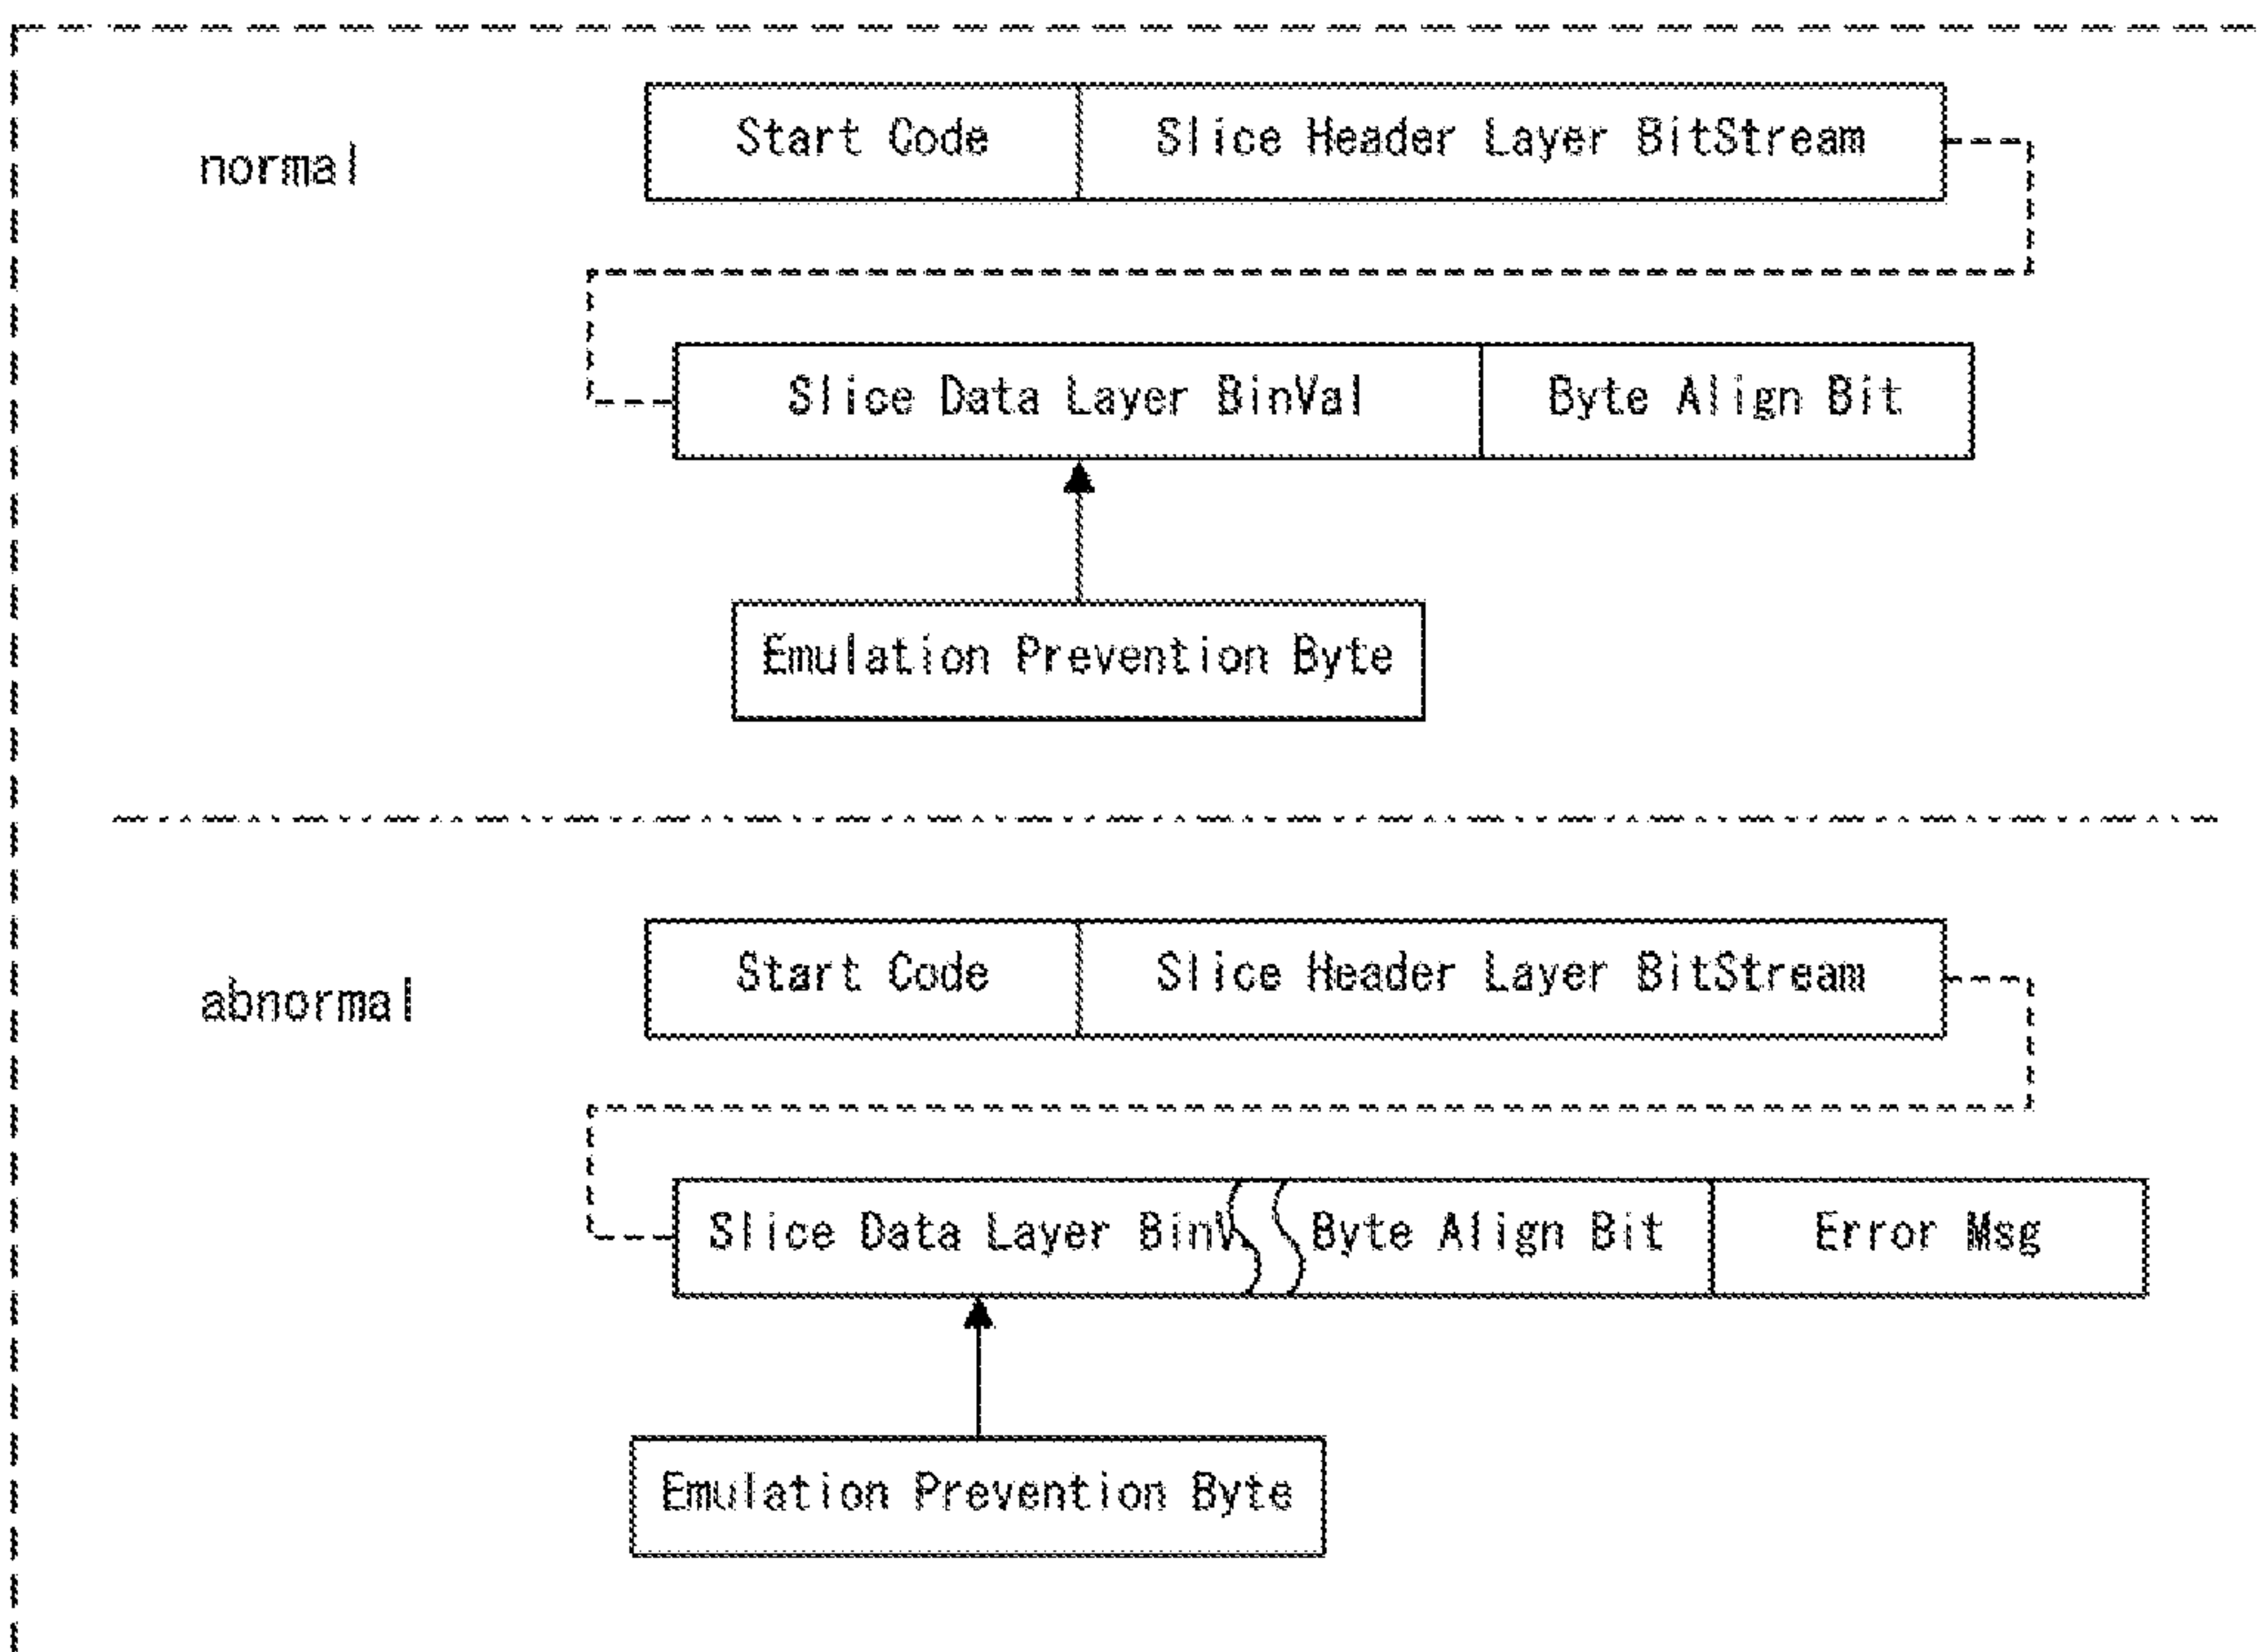 normal
Start Code
Slice Header Layer BitStream
Slice Data Layer BinVal
Byte Align Bit
Emulation Prevention Byte
abnormal
Start Code
Slice Header Layer BitStream
Slice Data Layer BinV
Byte Align Bit
Error Msg
Emulation Prevention Byte